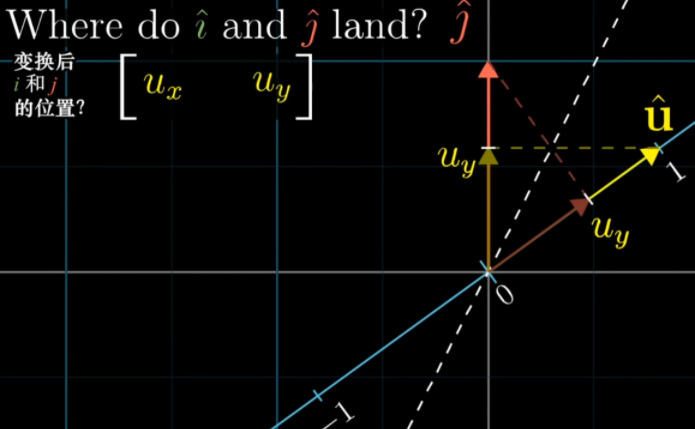 Where do î and ĵ land?
变换后
i 和 j
的位置?
[ u_x u_y ]
ĵ
û
u_y
u_y
1
0
-1